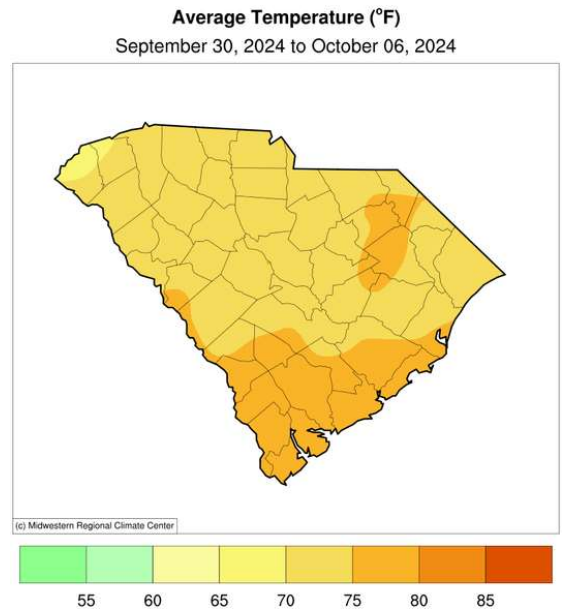 Average Temperature (°F)
September 30, 2024 to October 06, 2024
(c) Midwestern Regional Climate Center
55 60 65 70 75 80 85